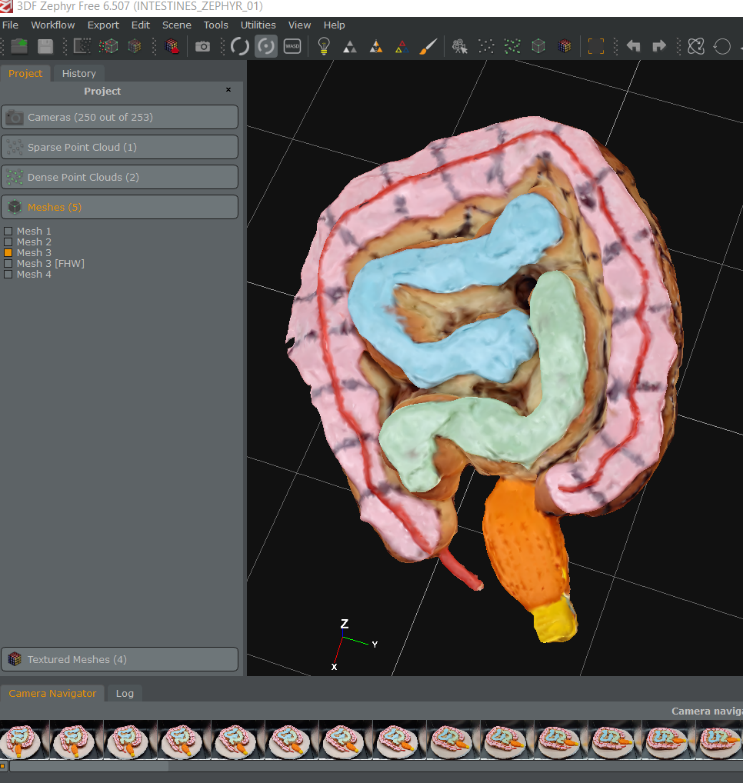 3DF Zephyr Free 6.507 (INTESTINES_ZEPHYR_01)
File Workflow Export Edit Scene Tools Utilities View Help
MASK
Project History
Project x
Cameras (250 out of 253)
Sparse Point Cloud (1)
Dense Point Clouds (2)
Meshes (5)
Mesh 1
Mesh 2
Mesh 3
Mesh 3 [FHW]
Mesh 4
Z
Y
X
Textured Meshes (4)
Camera Navigator Log
Camera naviga